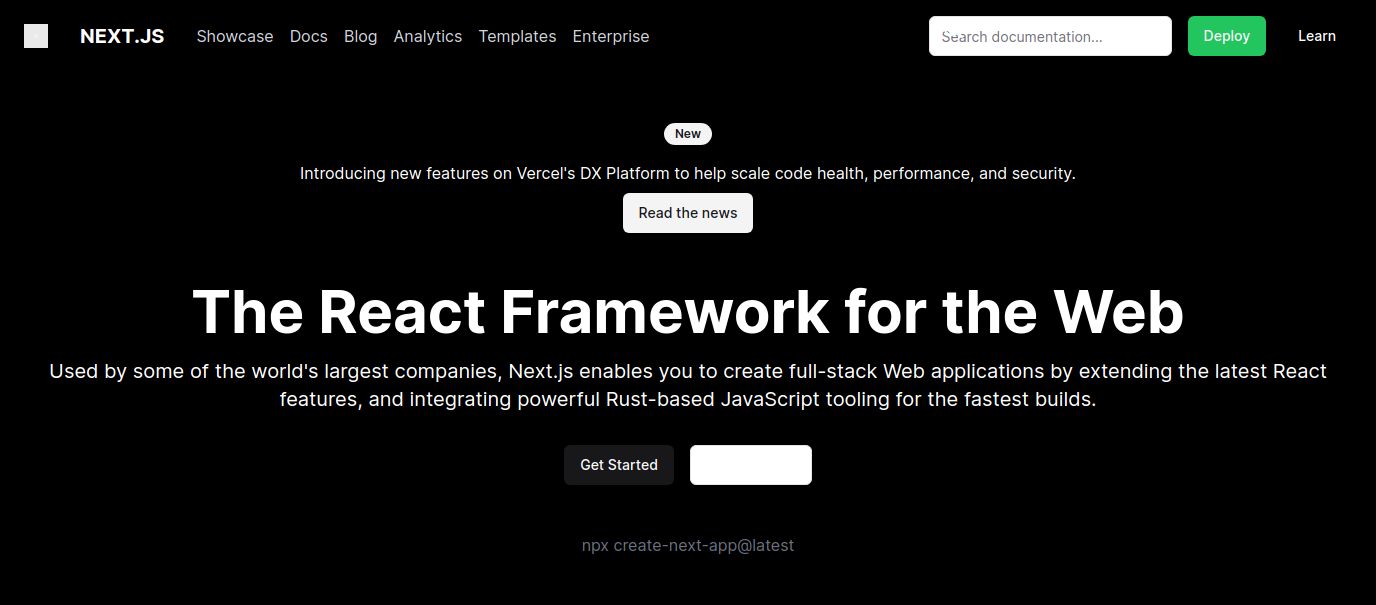 NEXT.JS Showcase Docs Blog Analytics Templates Enterprise Search documentation... Deploy Learn
New
Introducing new features on Vercel's DX Platform to help scale code health, performance, and security.
Read the news
The React Framework for the Web
Used by some of the world's largest companies, Next.js enables you to create full-stack Web applications by extending the latest React
features, and integrating powerful Rust-based JavaScript tooling for the fastest builds.
Get Started
npx create-next-app@latest